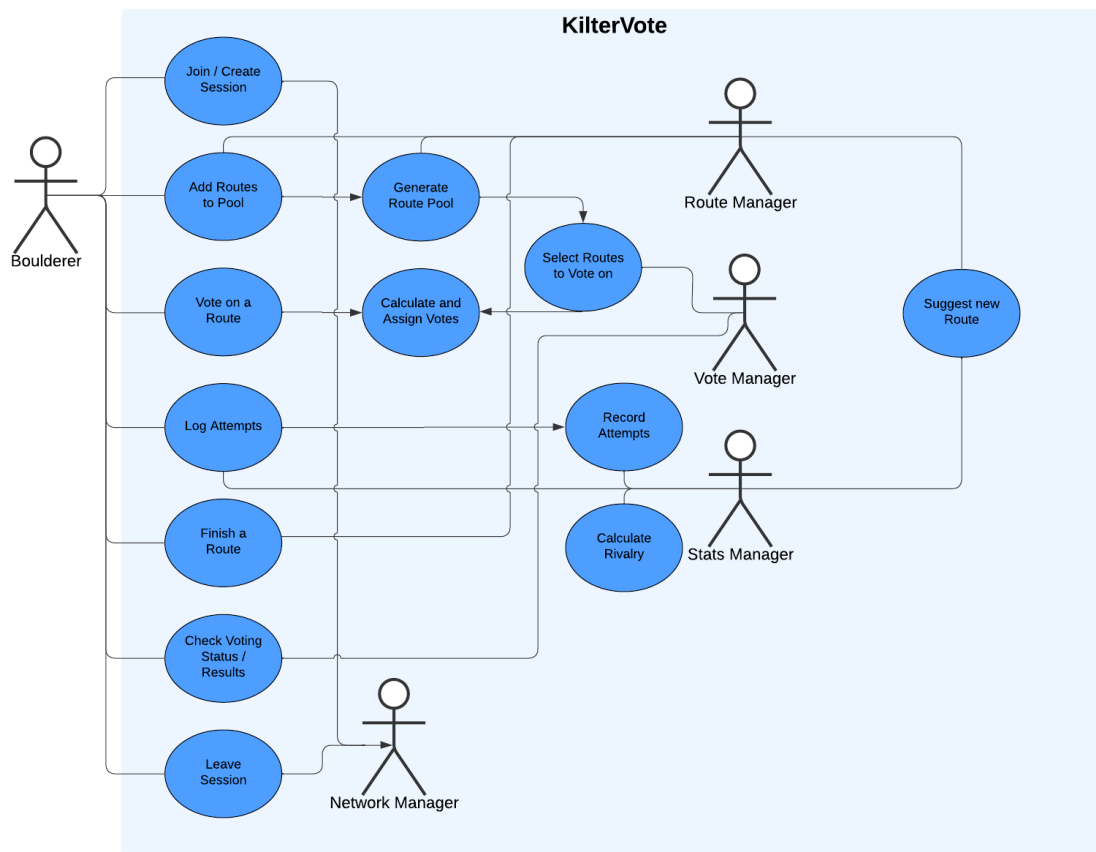 KilterVote
Join / Create
Session
Boulderer
Add Routes
to Pool
Generate
Route Pool
Route Manager
Select Routes
to Vote on
Vote on a
Route
Calculate and
Assign Votes
Vote Manager
Suggest new
Route
Log Attempts
Record
Attempts
Finish a
Route
Calculate
Rivalry
Stats Manager
Check Voting
Status /
Results
Leave
Session
Network Manager